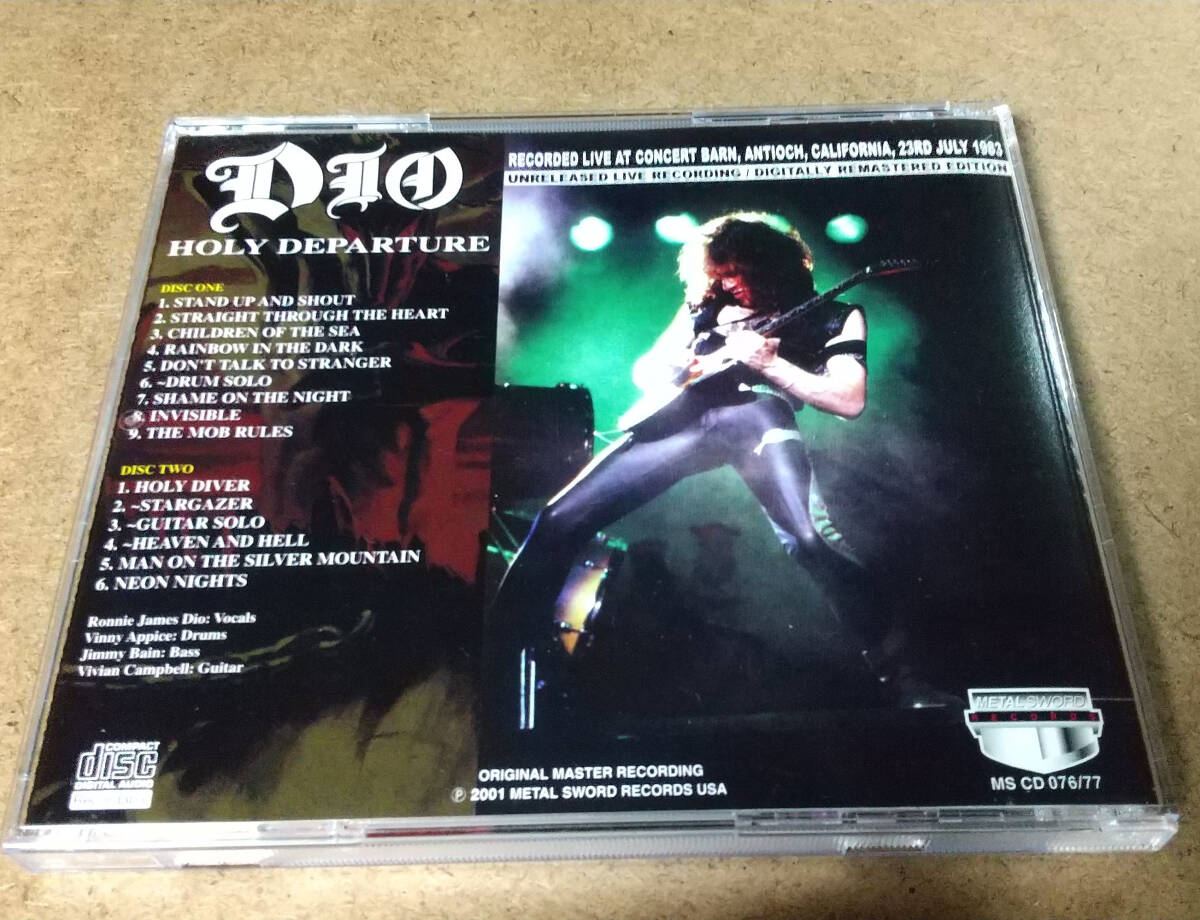 DIO
HOLY DEPARTURE
DISC ONE
1. STAND UP AND SHOUT
2. STRAIGHT THROUGH THE HEART
3. CHILDREN OF THE SEA
4. RAINBOW IN THE DARK
5. DON'T TALK TO STRANGER
6. ~DRUM SOLO
7. SHAME ON THE NIGHT
8. INVISIBLE
9. THE MOB RULES
DISC TWO
1. HOLY DIVER
2. ~STARGAZER
3. ~GUITAR SOLO
4. ~HEAVEN AND HELL
5. MAN ON THE SILVER MOUNTAIN
6. NEON NIGHTS
Ronnie James Dio: Vocals
Vinny Appice: Drums
Jimmy Bain: Bass
Vivian Campbell: Guitar
COMPACT
disc
DIGITAL AUDIO
RECORDED LIVE AT CONCERT BARN, ANTIOCH, CALIFORNIA, 23RD JULY 1983
UNRELEASED LIVE RECORDING / DIGITALLY REMASTERED EDITION
METAL SWORD
RECORDS
MS CD 076/77
ORIGINAL MASTER RECORDING
℗ 2001 METAL SWORD RECORDS USA